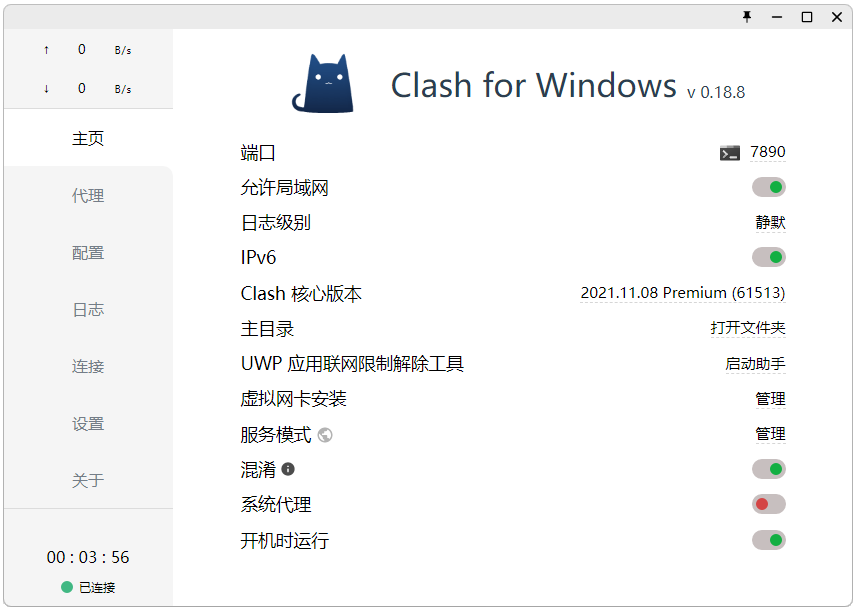 ↑ 0 B/s
↓ 0 B/s
主页
代理
配置
日志
连接
设置
关于
00 : 03 : 56
已连接
Clash for Windows v 0.18.8
端口 7890
允许局域网
日志级别 静默
IPv6
Clash 核心版本 2021.11.08 Premium (61513)
主目录 打开文件夹
UWP 应用联网限制解除工具 启动助手
虚拟网卡安装 管理
服务模式 管理
混淆
系统代理
开机时运行